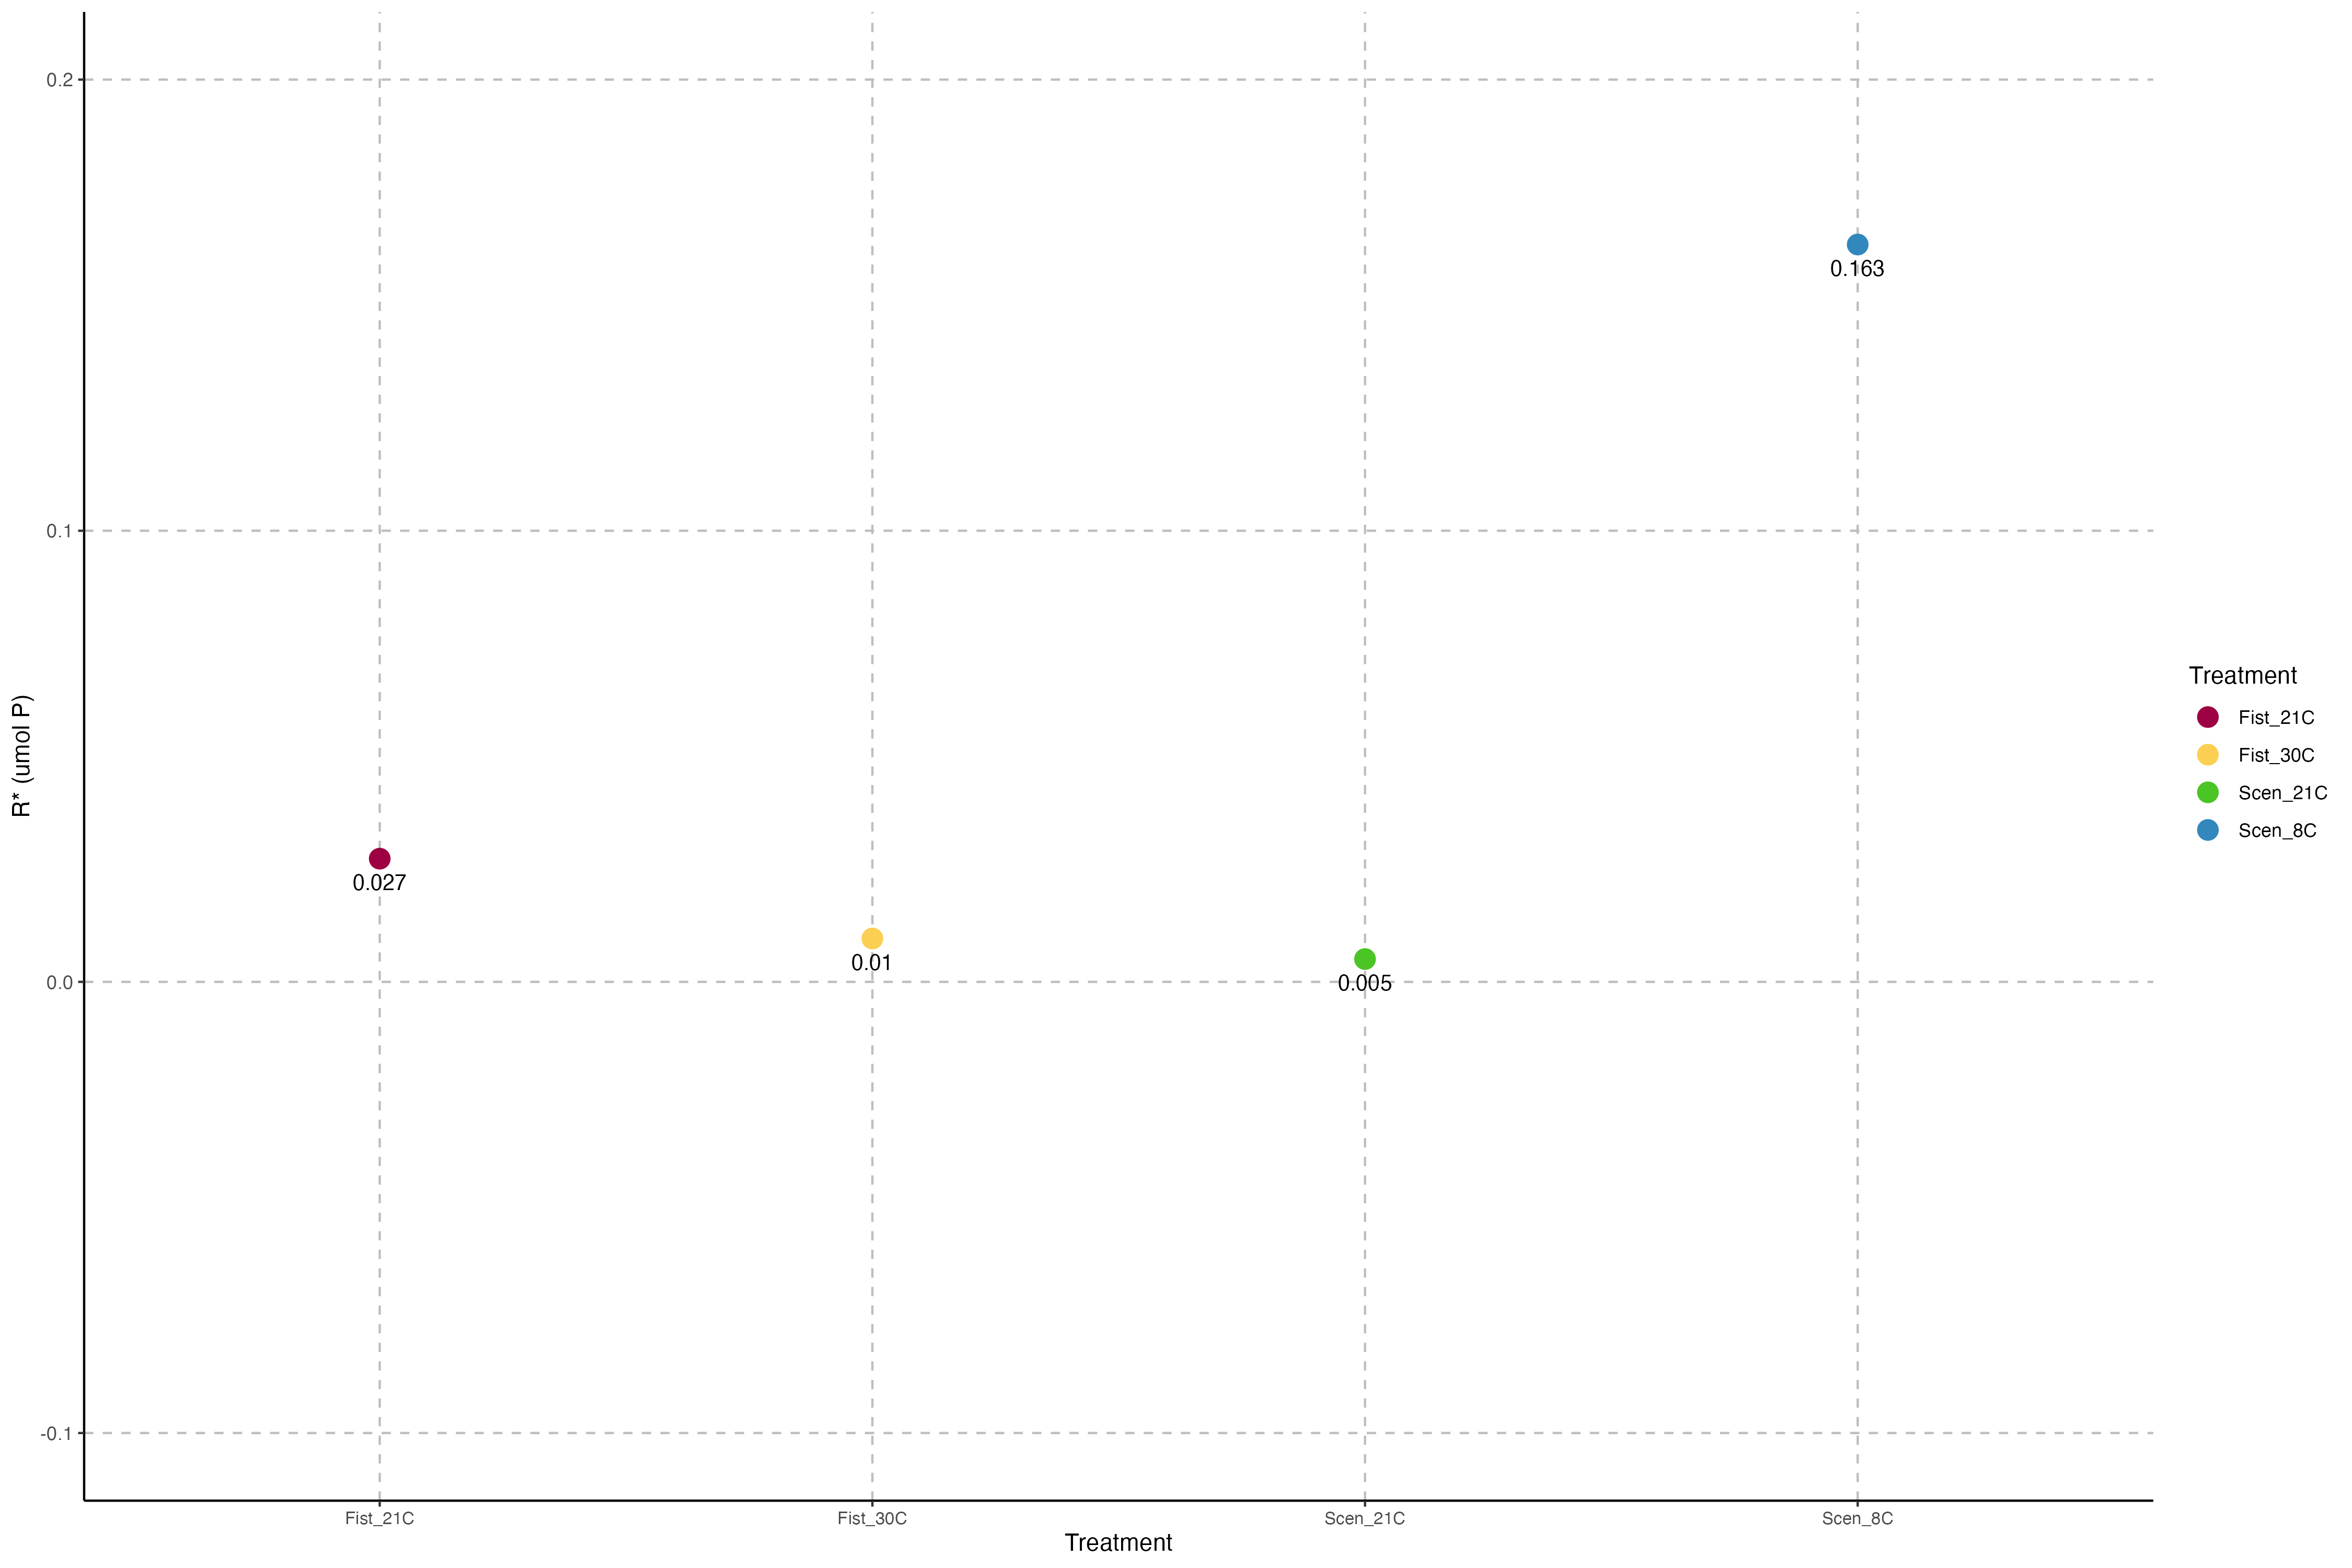 0.2
0.1
0.0
-0.1
R* (umol P)
0.163
0.027
0.01
0.005
Fist_21C
Fist_30C
Scen_21C
Scen_8C
Treatment
Treatment
Fist_21C
Fist_30C
Scen_21C
Scen_8C